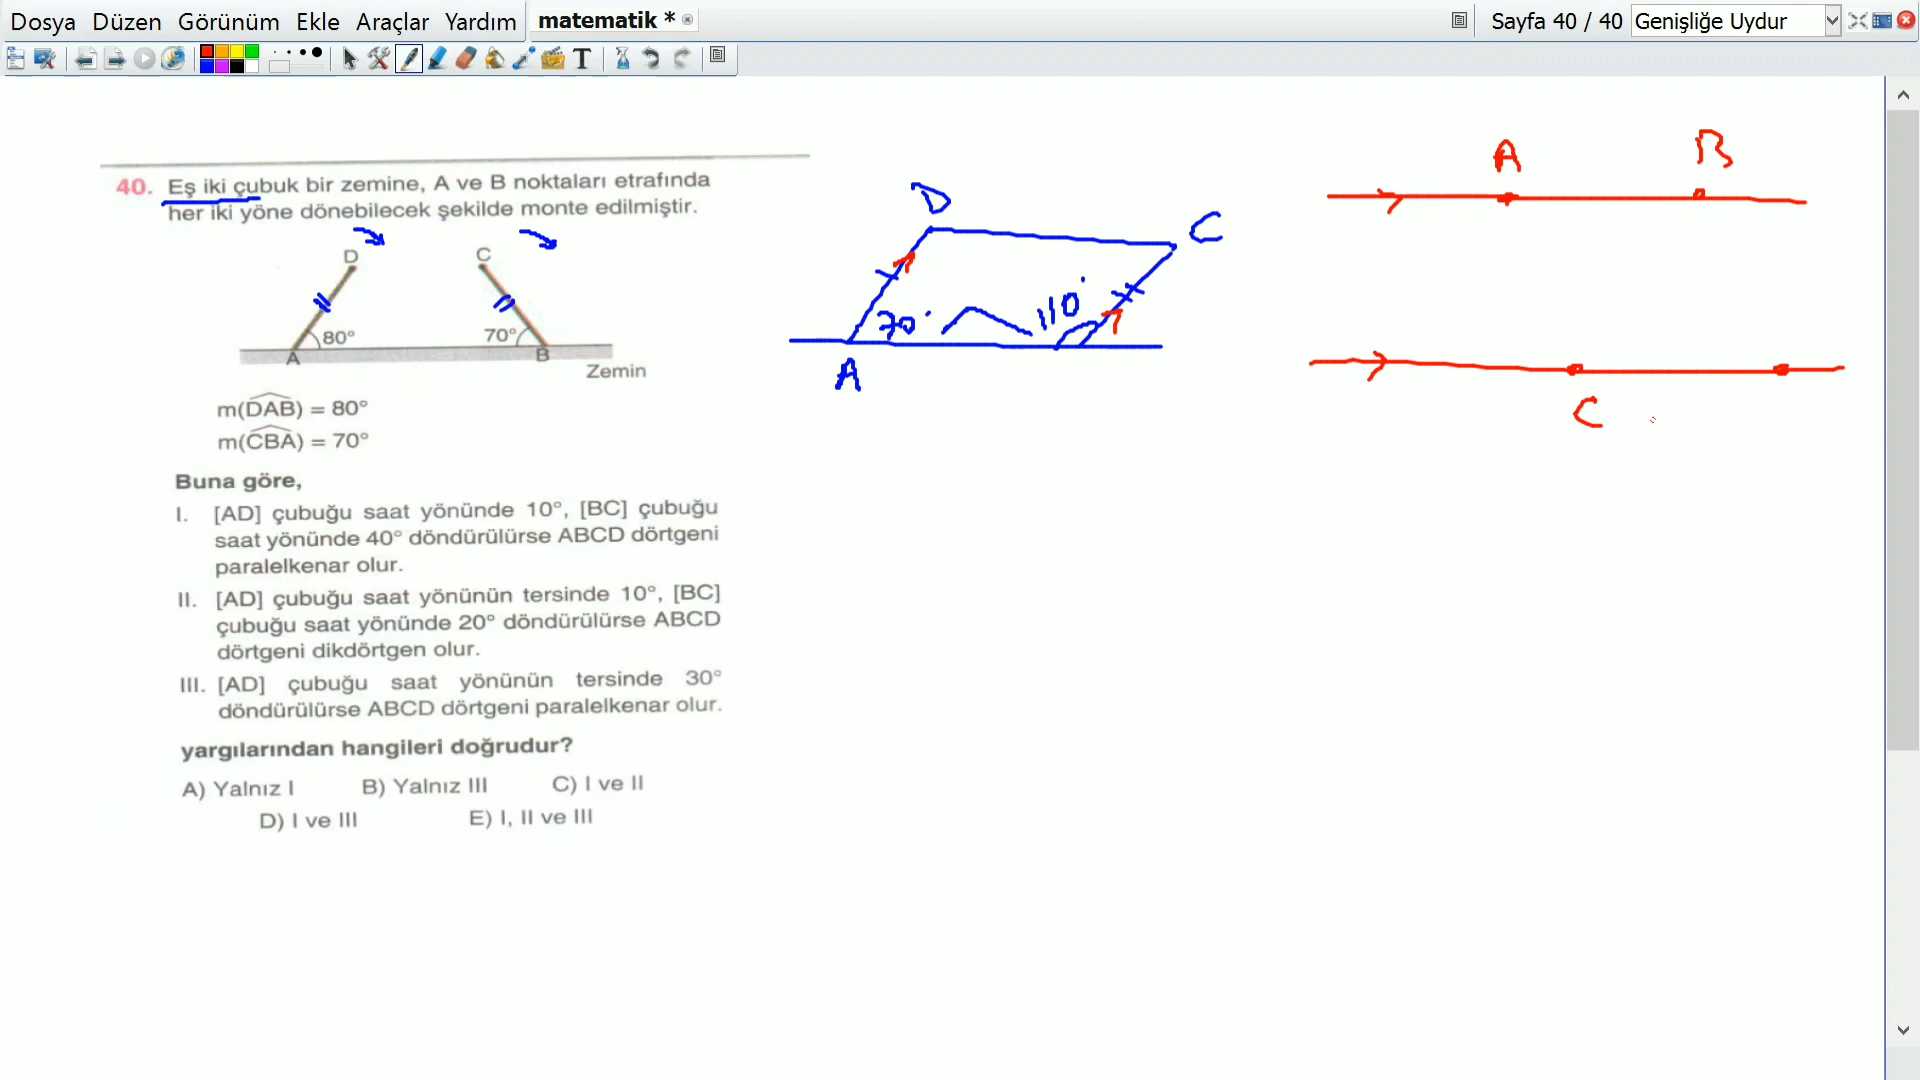 Dosya Düzen Görünüm Ekle Araçlar Yardım matematik * Sayfa 40 / 40 Genişliğe Uydur
40. Eş iki çubuk bir zemine, A ve B noktaları etrafında
her iki yöne dönebilecek şekilde monte edilmiştir.
D C
80° 70°
A B
Zemin
m(DAB) = 80°
m(CBA) = 70°
Buna göre,
I. [AD] çubuğu saat yönünde 10°, [BC] çubuğu
saat yönünde 40° döndürülürse ABCD dörtgeni
paralelkenar olur.
II. [AD] çubuğu saat yönünün tersinde 10°, [BC]
çubuğu saat yönünde 20° döndürülürse ABCD
dörtgeni dikdörtgen olur.
III. [AD] çubuğu saat yönünün tersinde 30°
döndürülürse ABCD dörtgeni paralelkenar olur.
yargılarından hangileri doğrudur?
A) Yalnız I B) Yalnız III C) I ve II
D) I ve III E) I, II ve III
D C
70° 110°
A
A B
C